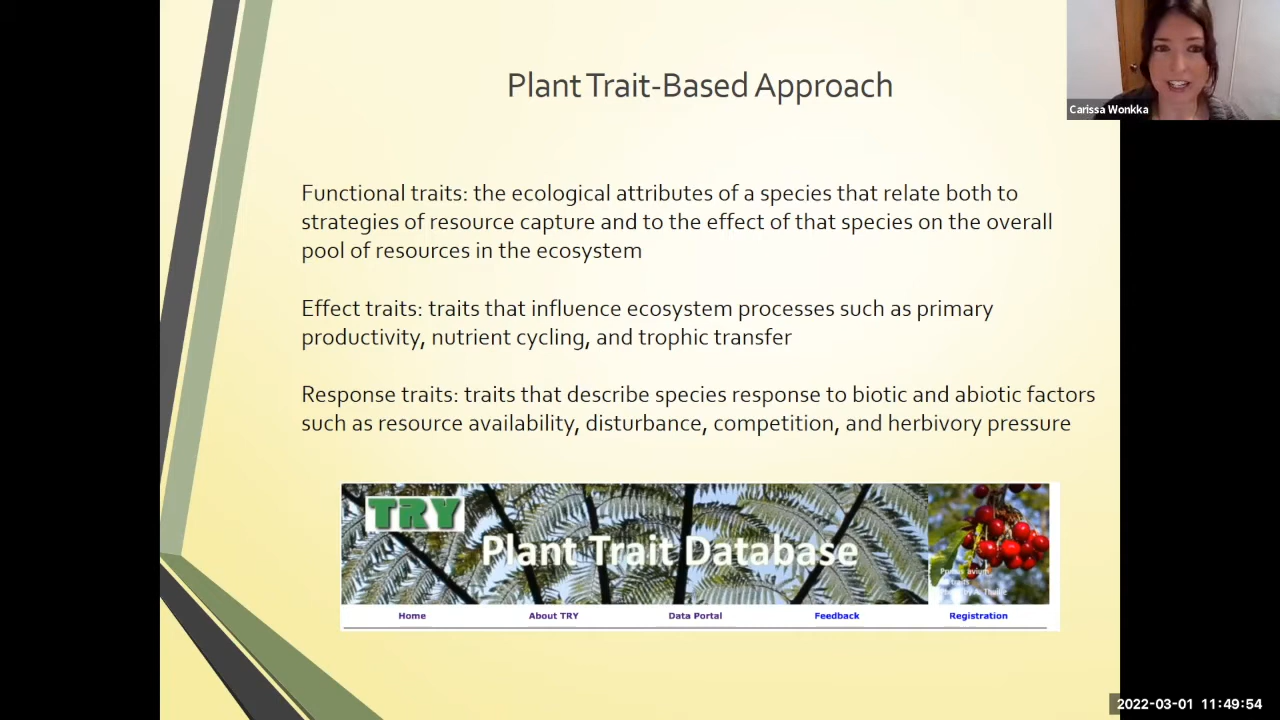 Plant Trait-Based Approach
Carissa Wonkka
Functional traits: the ecological attributes of a species that relate both to
strategies of resource capture and to the effect of that species on the overall
pool of resources in the ecosystem
Effect traits: traits that influence ecosystem processes such as primary
productivity, nutrient cycling, and trophic transfer
Response traits: traits that describe species response to biotic and abiotic factors
such as resource availability, disturbance, competition, and herbivory pressure
TRY
Plant Trait Database
avium
Home About TRY Data Portal Feedback Registration
2022-03-01 11:49:54